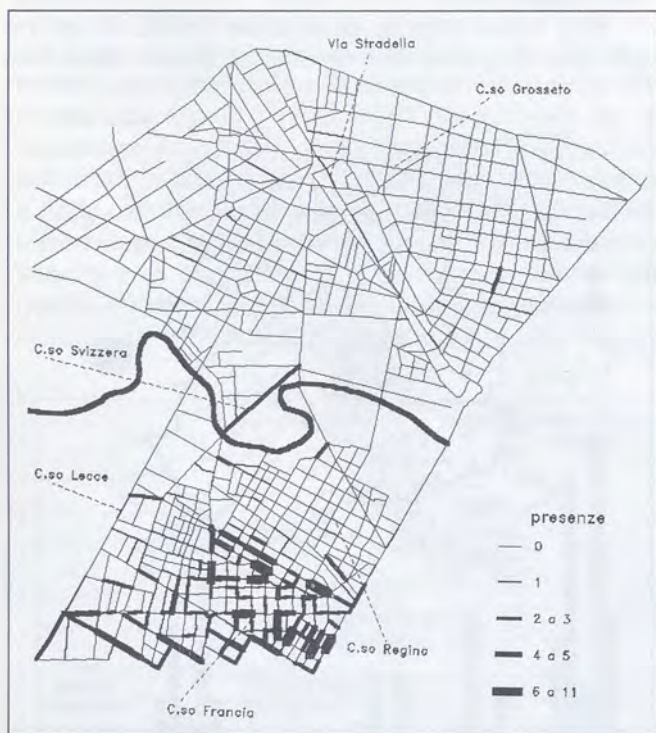 Via Stradella
C.so Grosseto
C.so Svizzera
C.so Lecce
presenze
0
1
2 a 3
4 a 5
6 a 11
C.so Regina
C.so Francia